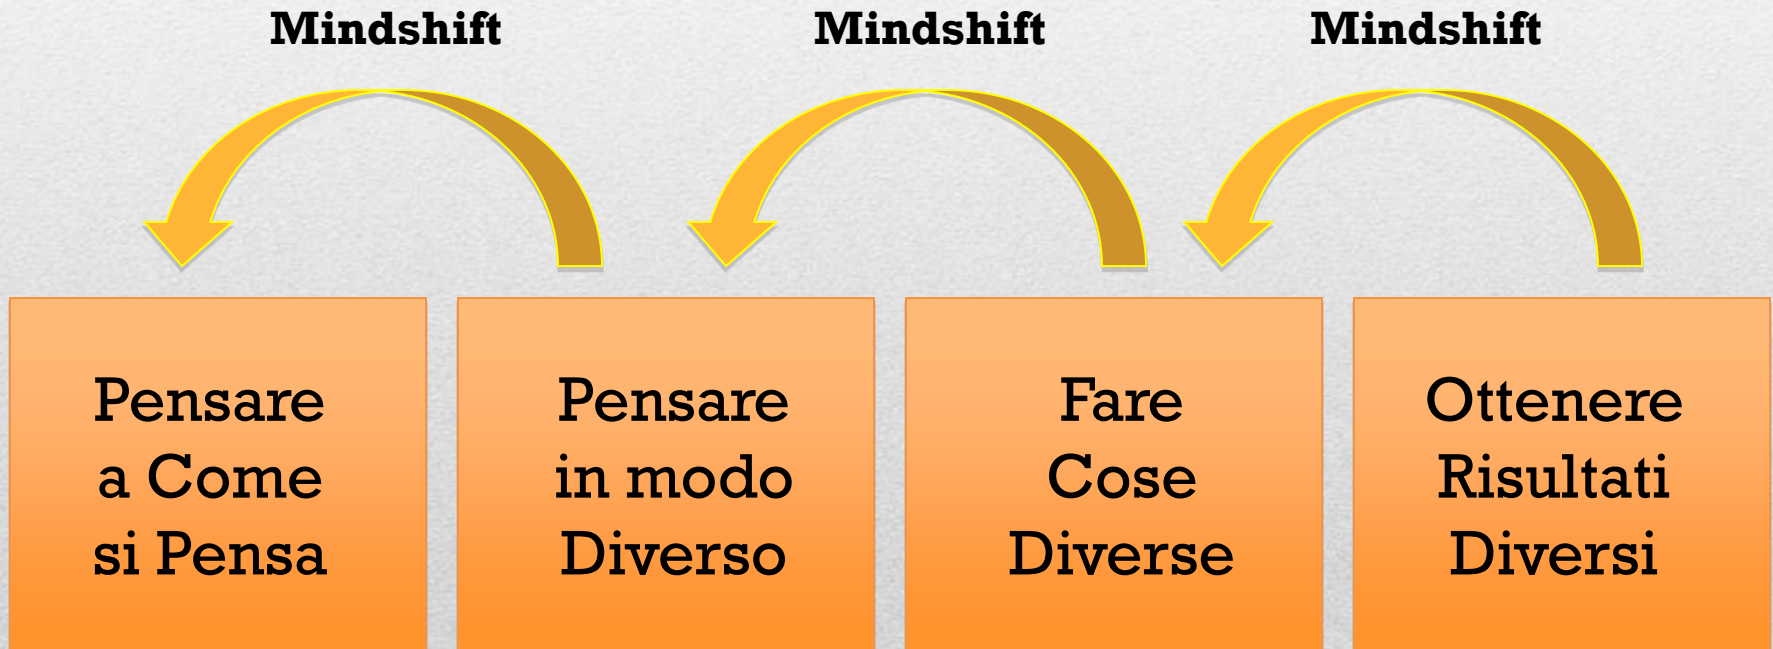 Mindshift
Mindshift
Mindshift
Pensare
a Come
si Pensa
Pensare
in modo
Diverso
Fare
Cose
Diverse
Ottenere
Risultati
Diversi